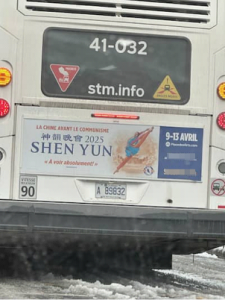 41-032
stm.info
LA CHINE AVANT LE COMMUNISME
神韻晚會 2025
SHEN YUN
« À voir absolument! »
9-13 AVRIL
90